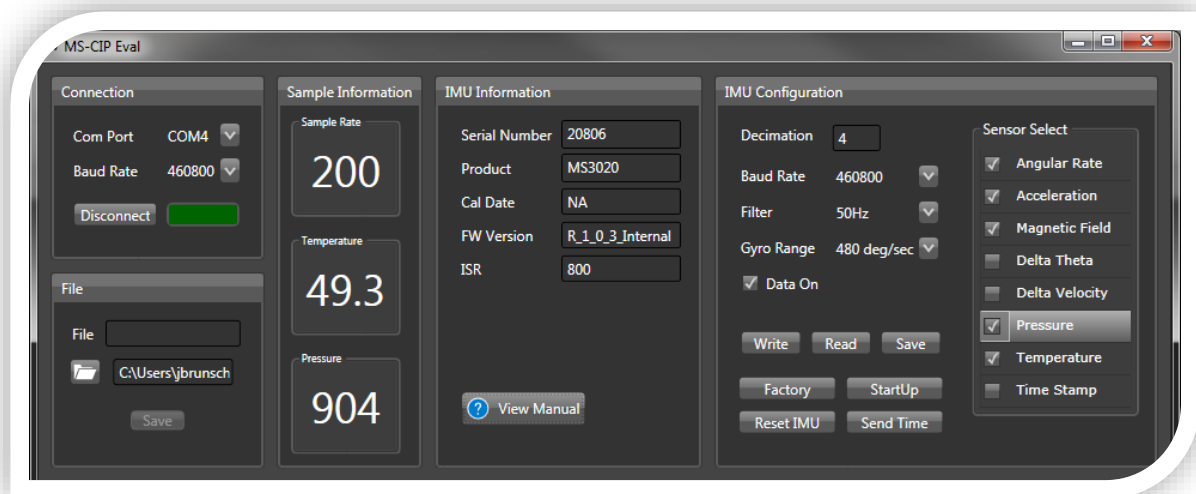 MS-CIP Eval
Connection
Com Port COM4
Baud Rate 460800
Disconnect
File
File
C:\Users\jbrunsch
Save
Sample Information
Sample Rate
200
Temperature
49.3
Pressure
904
IMU Information
Serial Number 20806
Product MS3020
Cal Date NA
FW Version R_1_0_3_Internal
ISR 800
? View Manual
IMU Configuration
Decimation 4
Baud Rate 460800
Filter 50Hz
Gyro Range 480 deg/sec
Data On
Write Read Save
Factory StartUp
Reset IMU Send Time
Sensor Select
Angular Rate
Acceleration
Magnetic Field
Delta Theta
Delta Velocity
Pressure
Temperature
Time Stamp